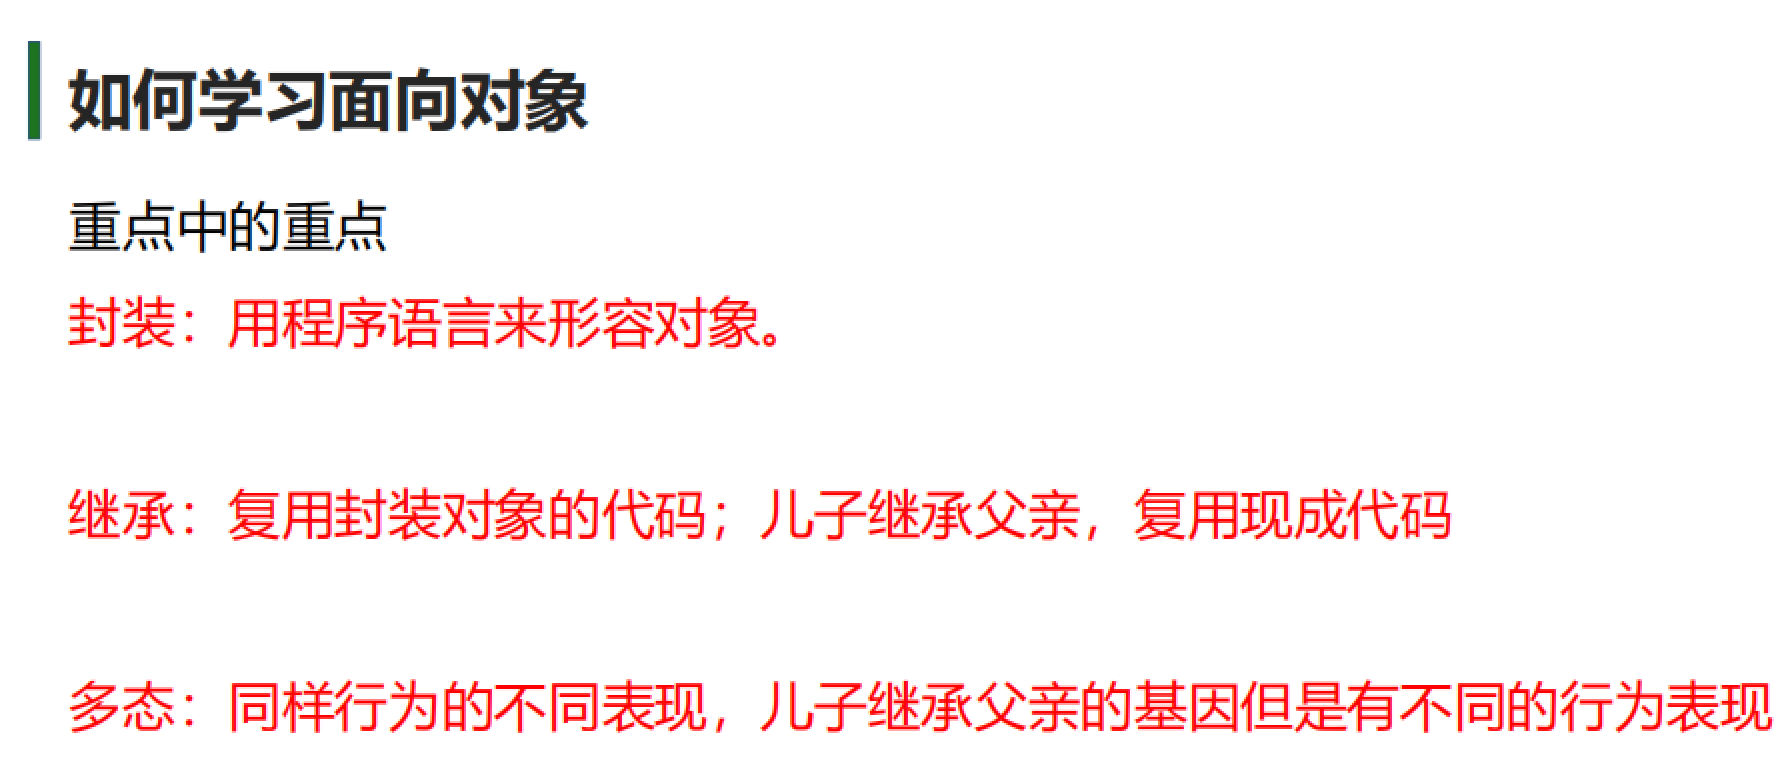 如何学习面向对象
重点中的重点
封装：用程序语言来形容对象。
继承：复用封装对象的代码；儿子继承父亲，复用现成代码
多态：同样行为的不同表现，儿子继承父亲的基因但是有不同的行为表现